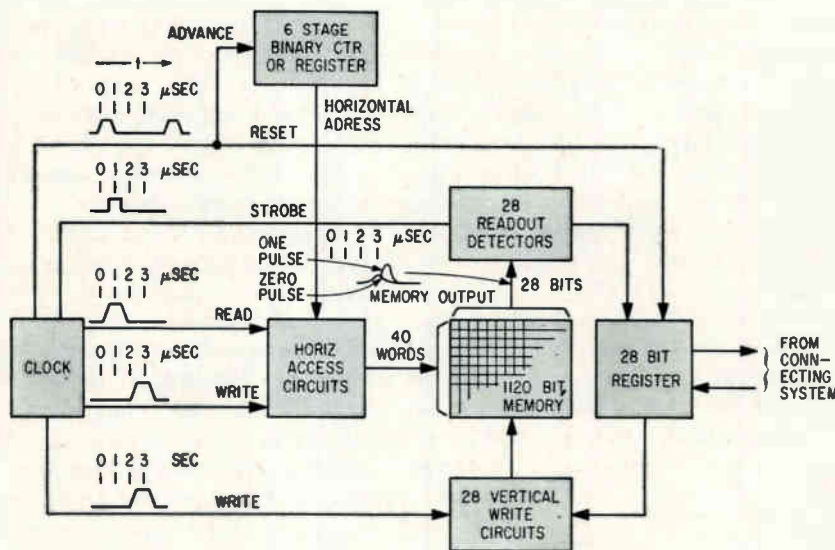 ADVANCE
6 STAGE
BINARY CTR
OR REGISTER
0 1 2 3 μSEC
HORIZONTAL
ADRESS
RESET
0 1 2 3 μSEC
STROBE
28
READOUT
DETECTORS
0 1 2 3 μSEC
ONE
PULSE
ZERO
PULSE
MEMORY OUTPUT
28 BITS
0 1 2 3 μSEC
READ
CLOCK
HORIZ
ACCESS
CIRCUITS
40
WORDS
1120 BIT
MEMORY
28 BIT
REGISTER
FROM
CONN-
ECTING
SYSTEM
0 1 2 3 μSEC
WRITE
0 1 2 3 SEC
WRITE
28 VERTICAL
WRITE
CIRCUITS